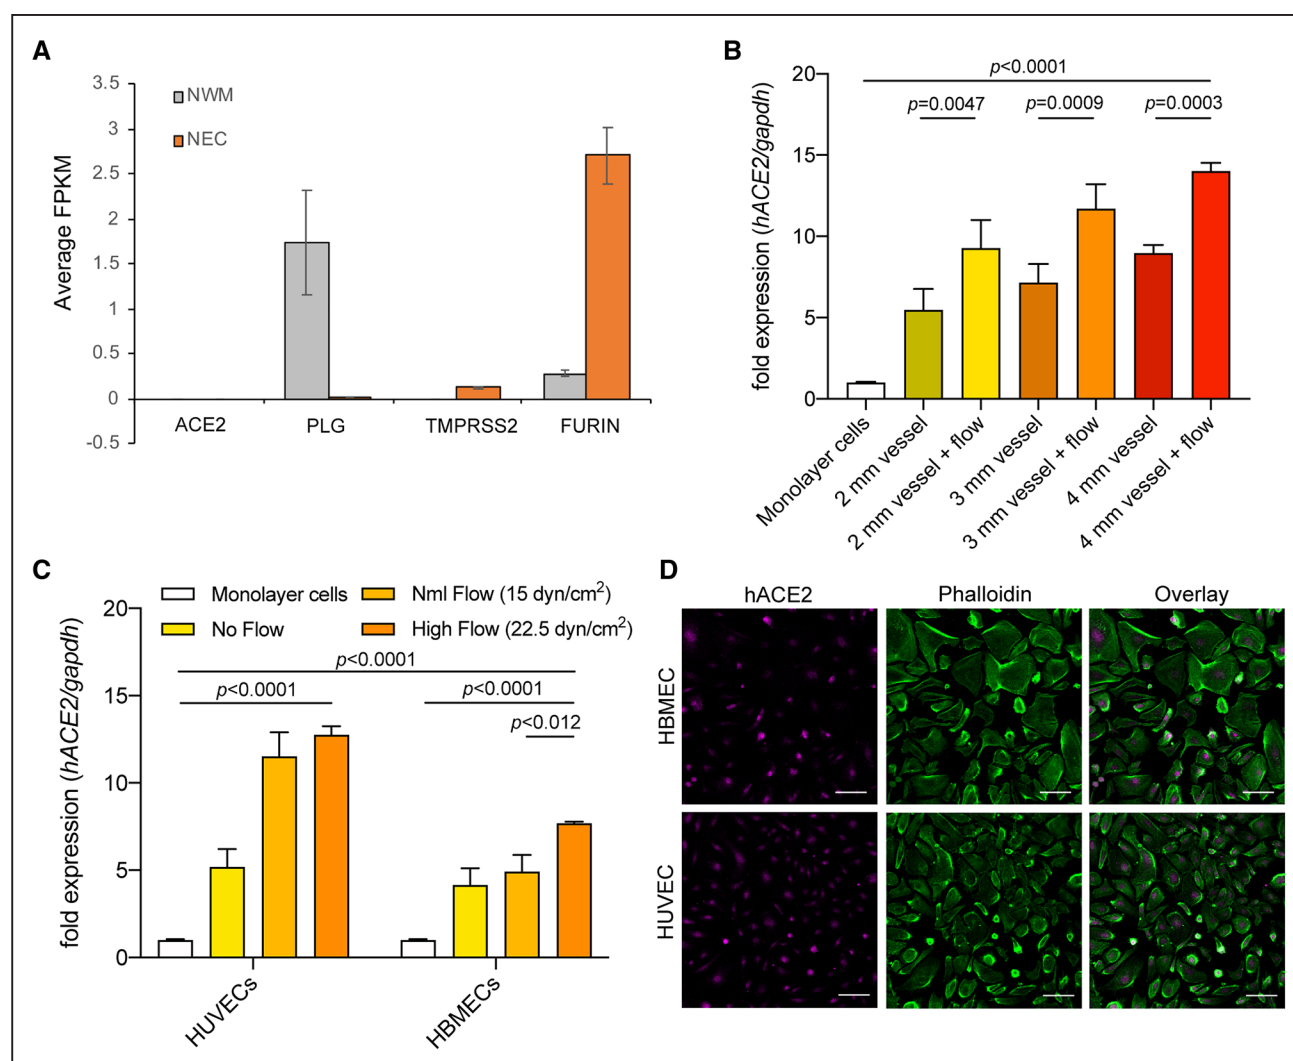 A
3.5
3
2.5
2
1.5
1
0.5
0
-0.5
Average FPKM
NWM
NEC
ACE2 PLG TMPRSS2 FURIN
B
20
15
10
5
0
fold expression (hACE2/gapdh)
p<0.0001
p=0.0047 p=0.0009 p=0.0003
Monolayer cells
2 mm vessel
2 mm vessel + flow
3 mm vessel
3 mm vessel + flow
4 mm vessel
4 mm vessel + flow
C
Monolayer cells
No Flow
Nml Flow (15 dyn/cm²)
High Flow (22.5 dyn/cm²)
20
15
10
5
0
fold expression (hACE2/gapdh)
p<0.0001
p<0.0001 p<0.0001
p<0.012
HUVECs
HBMECs
D
hACE2 Phalloidin Overlay
HBMEC
HUVEC